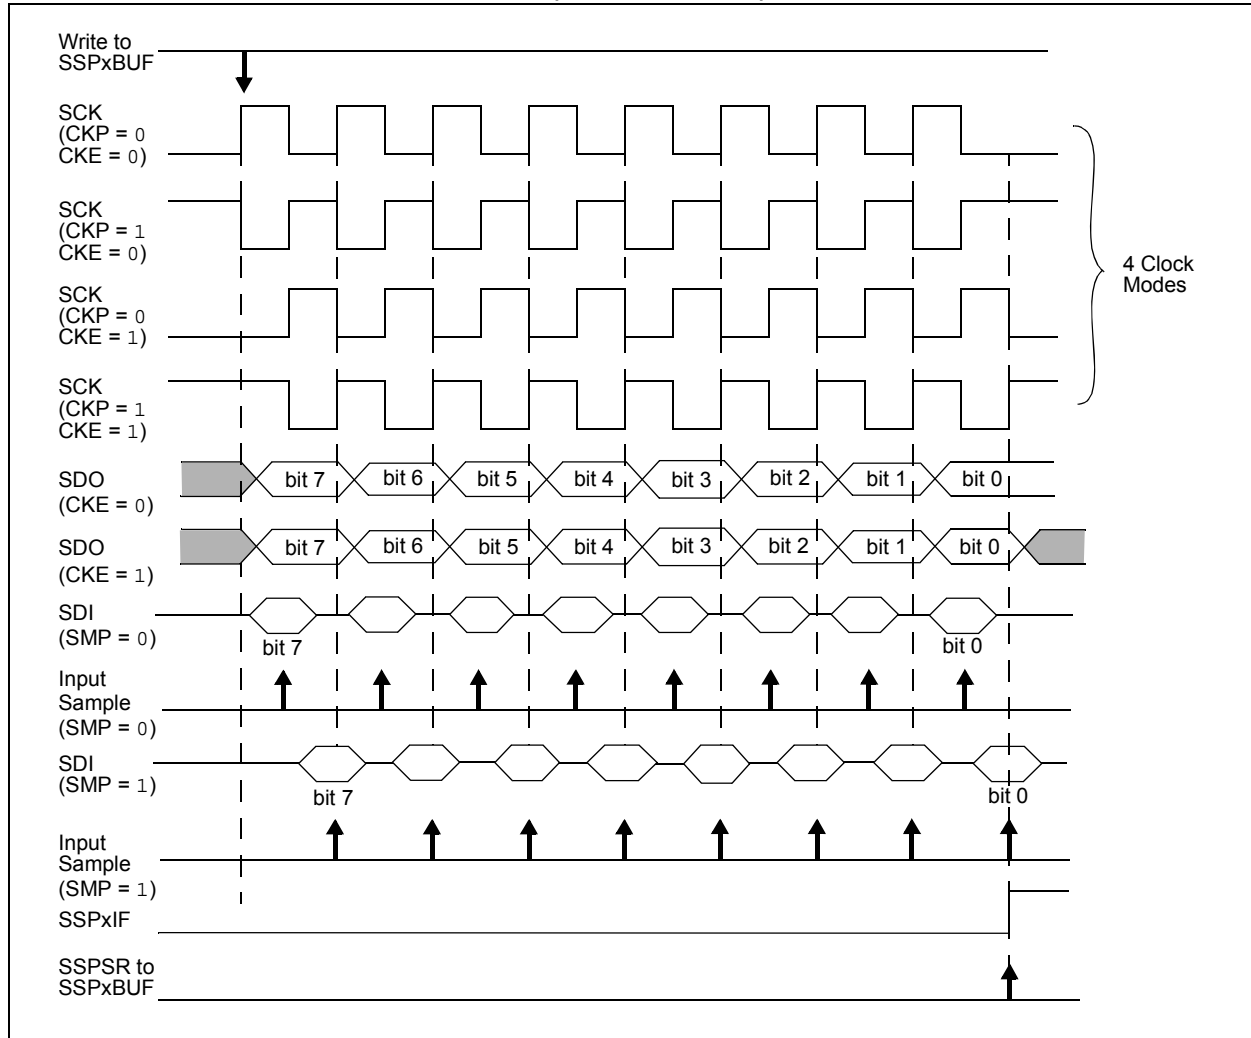 Write to
SSPxBUF
SCK
(CKP = 0
CKE = 0)
SCK
(CKP = 1
CKE = 0)
4 Clock
Modes
SCK
(CKP = 0
CKE = 1)
SCK
(CKP = 1
CKE = 1)
SDO
(CKE = 0)
bit 7 bit 6 bit 5 bit 4 bit 3 bit 2 bit 1 bit 0
SDO
(CKE = 1)
bit 7 bit 6 bit 5 bit 4 bit 3 bit 2 bit 1 bit 0
SDI
(SMP = 0)
bit 7 bit 0
Input
Sample
(SMP = 0)
SDI
(SMP = 1)
bit 7 bit 0
Input
Sample
(SMP = 1)
SSPxIF
SSPSR to
SSPxBUF